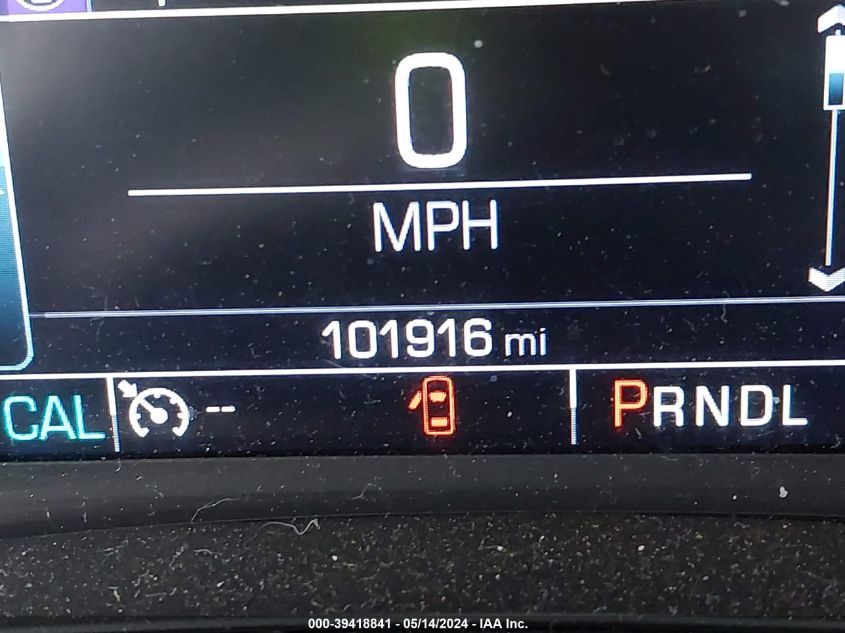 0
MPH
101916 mi
CAL -- PRNDL
000-39418841 - 05/14/2024 - IAA Inc.